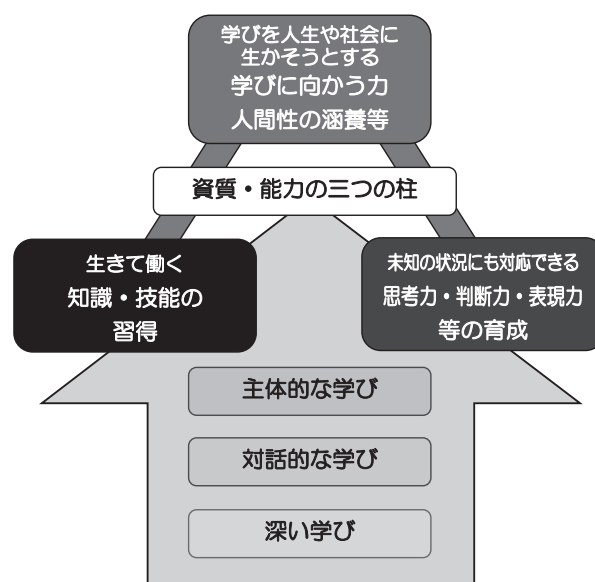 学びを人生や社会に
生かそうとする
学びに向かう力
人間性の涵養等
資質・能力の三つの柱
生きて働く
知識・技能の
習得
未知の状況にも対応できる
思考力・判断力・表現力
等の育成
主体的な学び
対話的な学び
深い学び